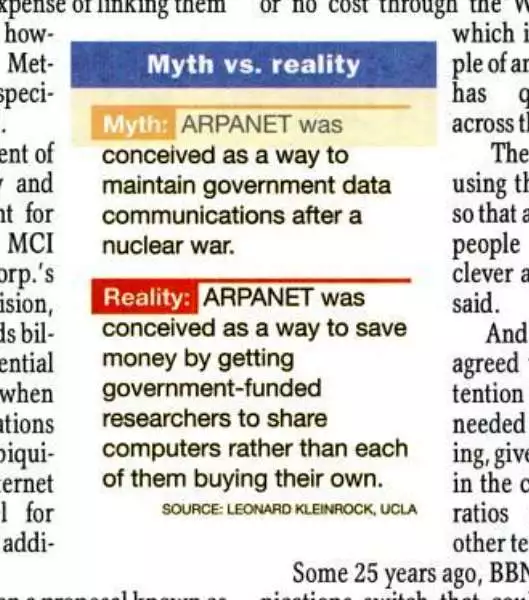 xpense of linking them
how-
Met-
speci-
.
ent of
y and
nt for
MCI
orp.'s
ision,
ds bil-
ential
when
ations
biqui-
ternet
l for
addi-
Myth vs. reality
Myth: ARPANET was
conceived as a way to
maintain government data
communications after a
nuclear war.
Reality: ARPANET was
conceived as a way to save
money by getting
government-funded
researchers to share
computers rather than each
of them buying their own.
SOURCE: LEONARD KLEINROCK, UCLA
or no cost through the W
which i
ple of ar
has q
across th
The
using th
so that a
people
clever a
said.
And
agreed
tention
needed
ing, give
in the c
ratios
other te
Some 25 years ago, BBN